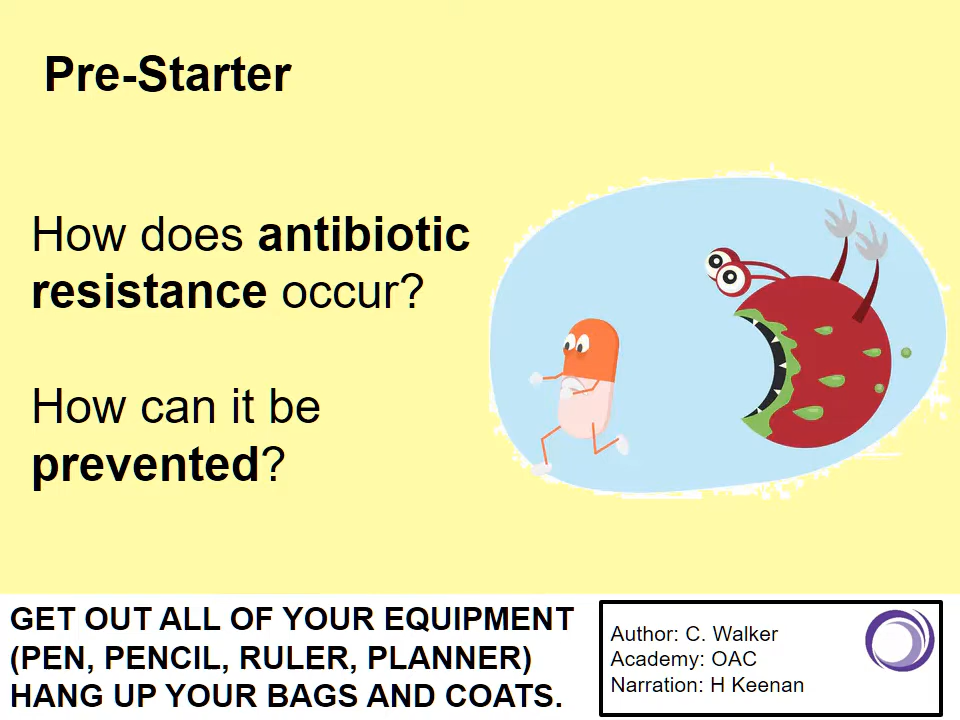 Pre-Starter
How does antibiotic
resistance occur?
How can it be
prevented?
GET OUT ALL OF YOUR EQUIPMENT
(PEN, PENCIL, RULER, PLANNER)
HANG UP YOUR BAGS AND COATS.
Author: C. Walker
Academy: OAC
Narration: H Keenan